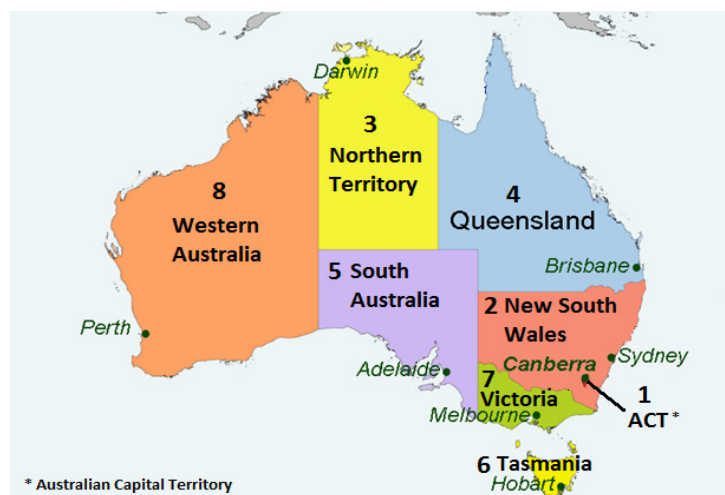 Darwin
3
Northern
Territory
8
Western
Australia
4
Queensland
5 South
Australia
Brisbane
2 New South
Wales
Perth
Sydney
Canberra
Adelaide
7
Victoria
1
ACT *
Melbourne
6 Tasmania
Hobart
* Australian Capital Territory